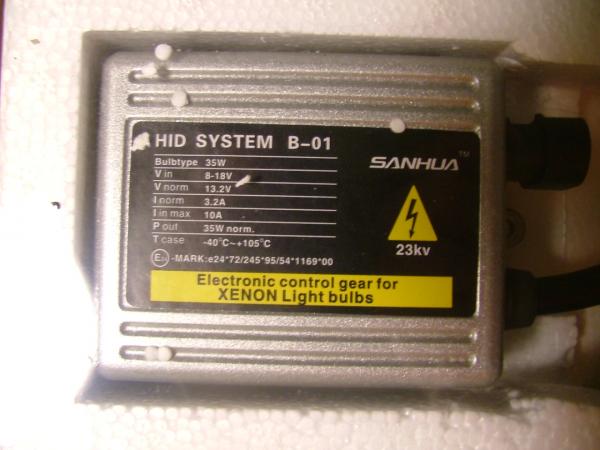 HID SYSTEM B-01
Bulbtype 35W
V in 8-18V
V norm 13.2V
I norm 3.2A
I in max 10A
P out 35W norm.
T case -40°C~+105°C
-MARK:e24*72/245*95/54*1169*00
SANHUA™
23kv
Electronic control gear for
XENON Light bulbs